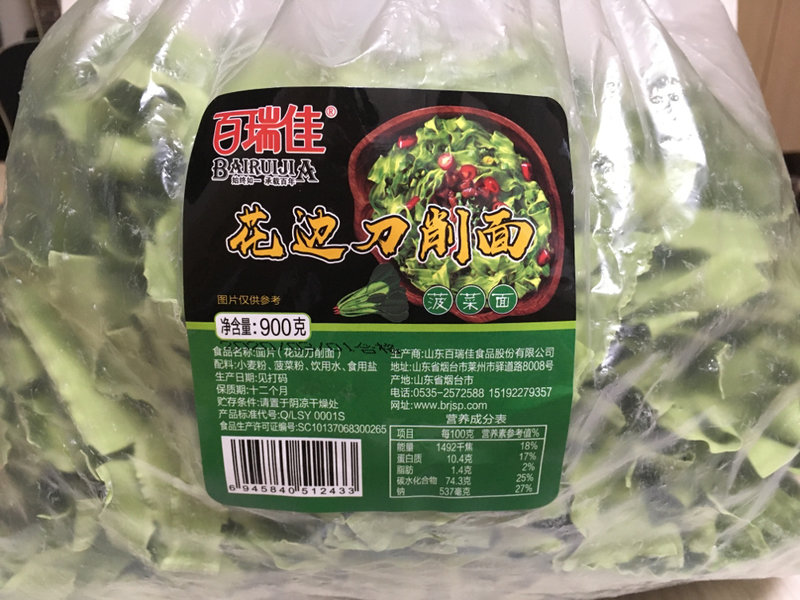 百瑞佳®
BAIRUIJIA
始终如一 承载百年
花边刀削面
菠菜面
图片仅供参考
净含量：900克
食品名称:面片（花边刀削面）
配料：小麦粉、菠菜粉、饮用水、食用盐
生产日期:见打码
保质期:十二个月
贮存条件:请置于阴凉干燥处
产品标准代号:Q/LSY 0001S
食品生产许可证编号:SC10137068300265
6 945840 512433
生产商:山东百瑞佳食品股份有限公司
地址:山东省烟台市莱州市驿道路8008号
产地:山东省烟台市
电话:0535-2572588 15192279357
网址:www.brjsp.com
营养成分表
项目 每100克 营养素参考值%
能量 1492千焦 18%
蛋白质 10.4克 17%
脂肪 1.4克 2%
碳水化合物 74.3克 25%
钠 537毫克 27%